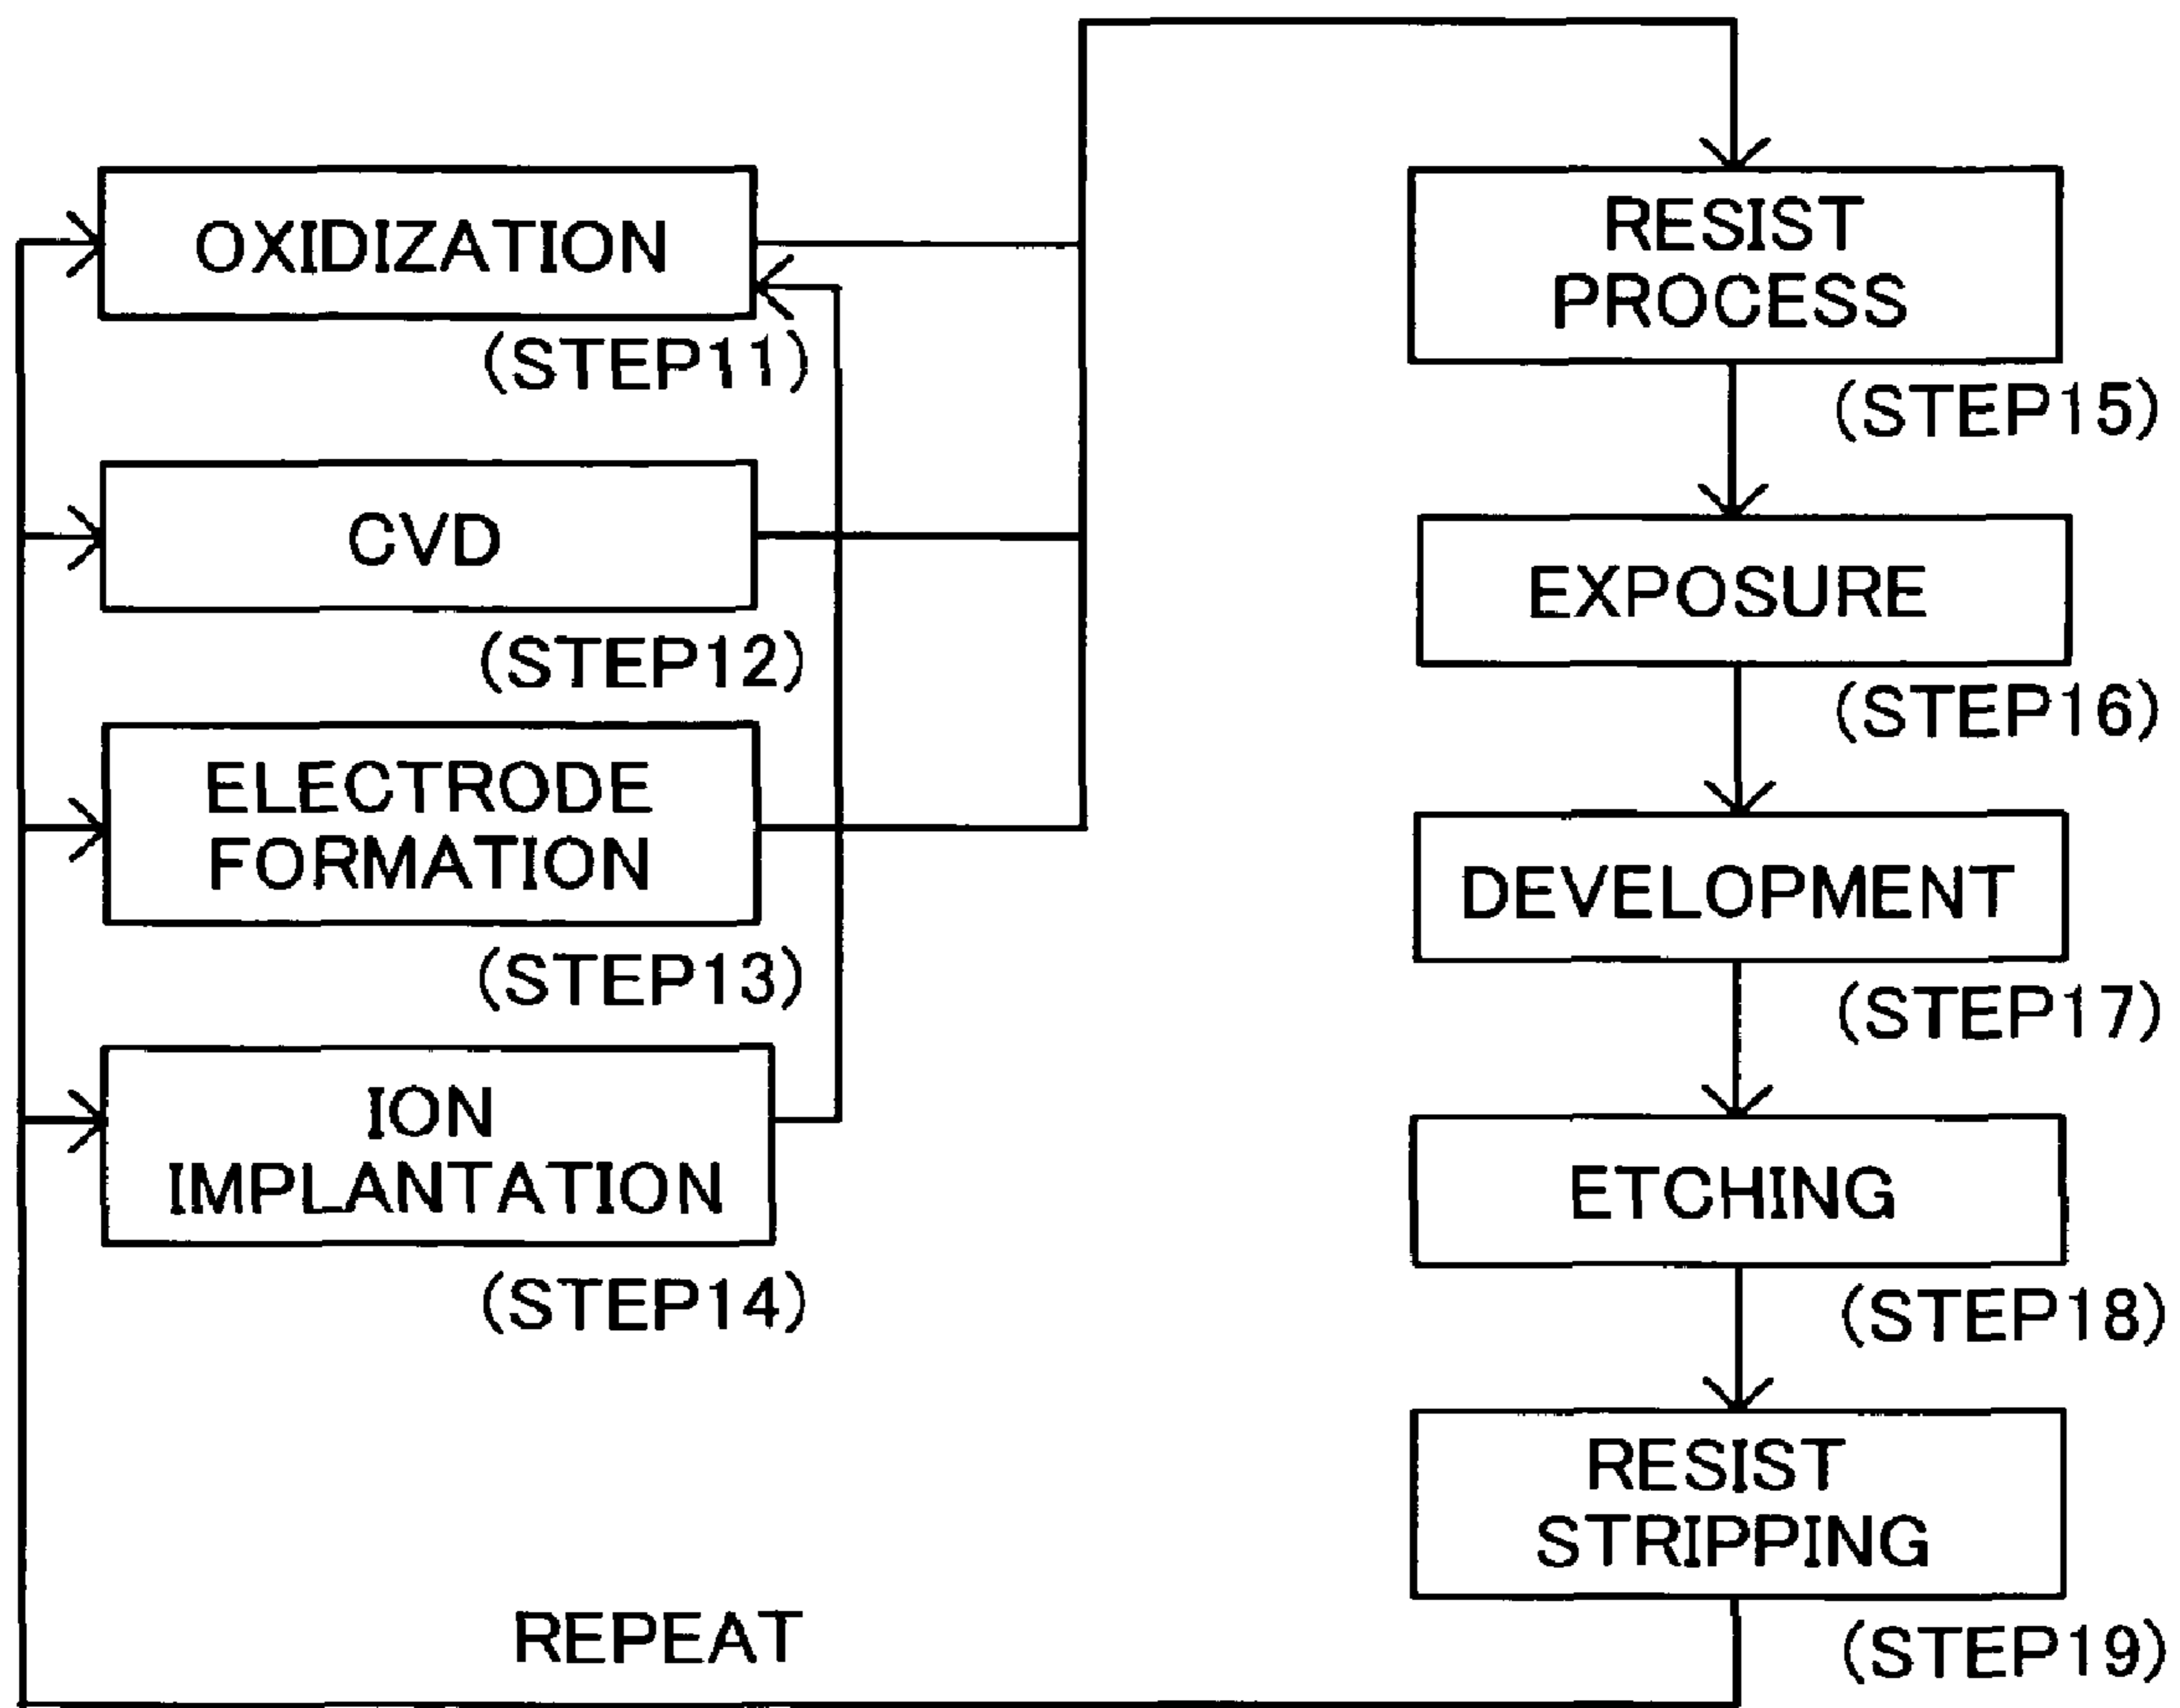 OXIDIZATION
(STEP11)
CVD
(STEP12)
ELECTRODE
FORMATION
(STEP13)
ION
IMPLANTATION
(STEP14)
RESIST
PROCESS
(STEP15)
EXPOSURE
(STEP16)
DEVELOPMENT
(STEP17)
ETCHING
(STEP18)
RESIST
STRIPPING
(STEP19)
REPEAT